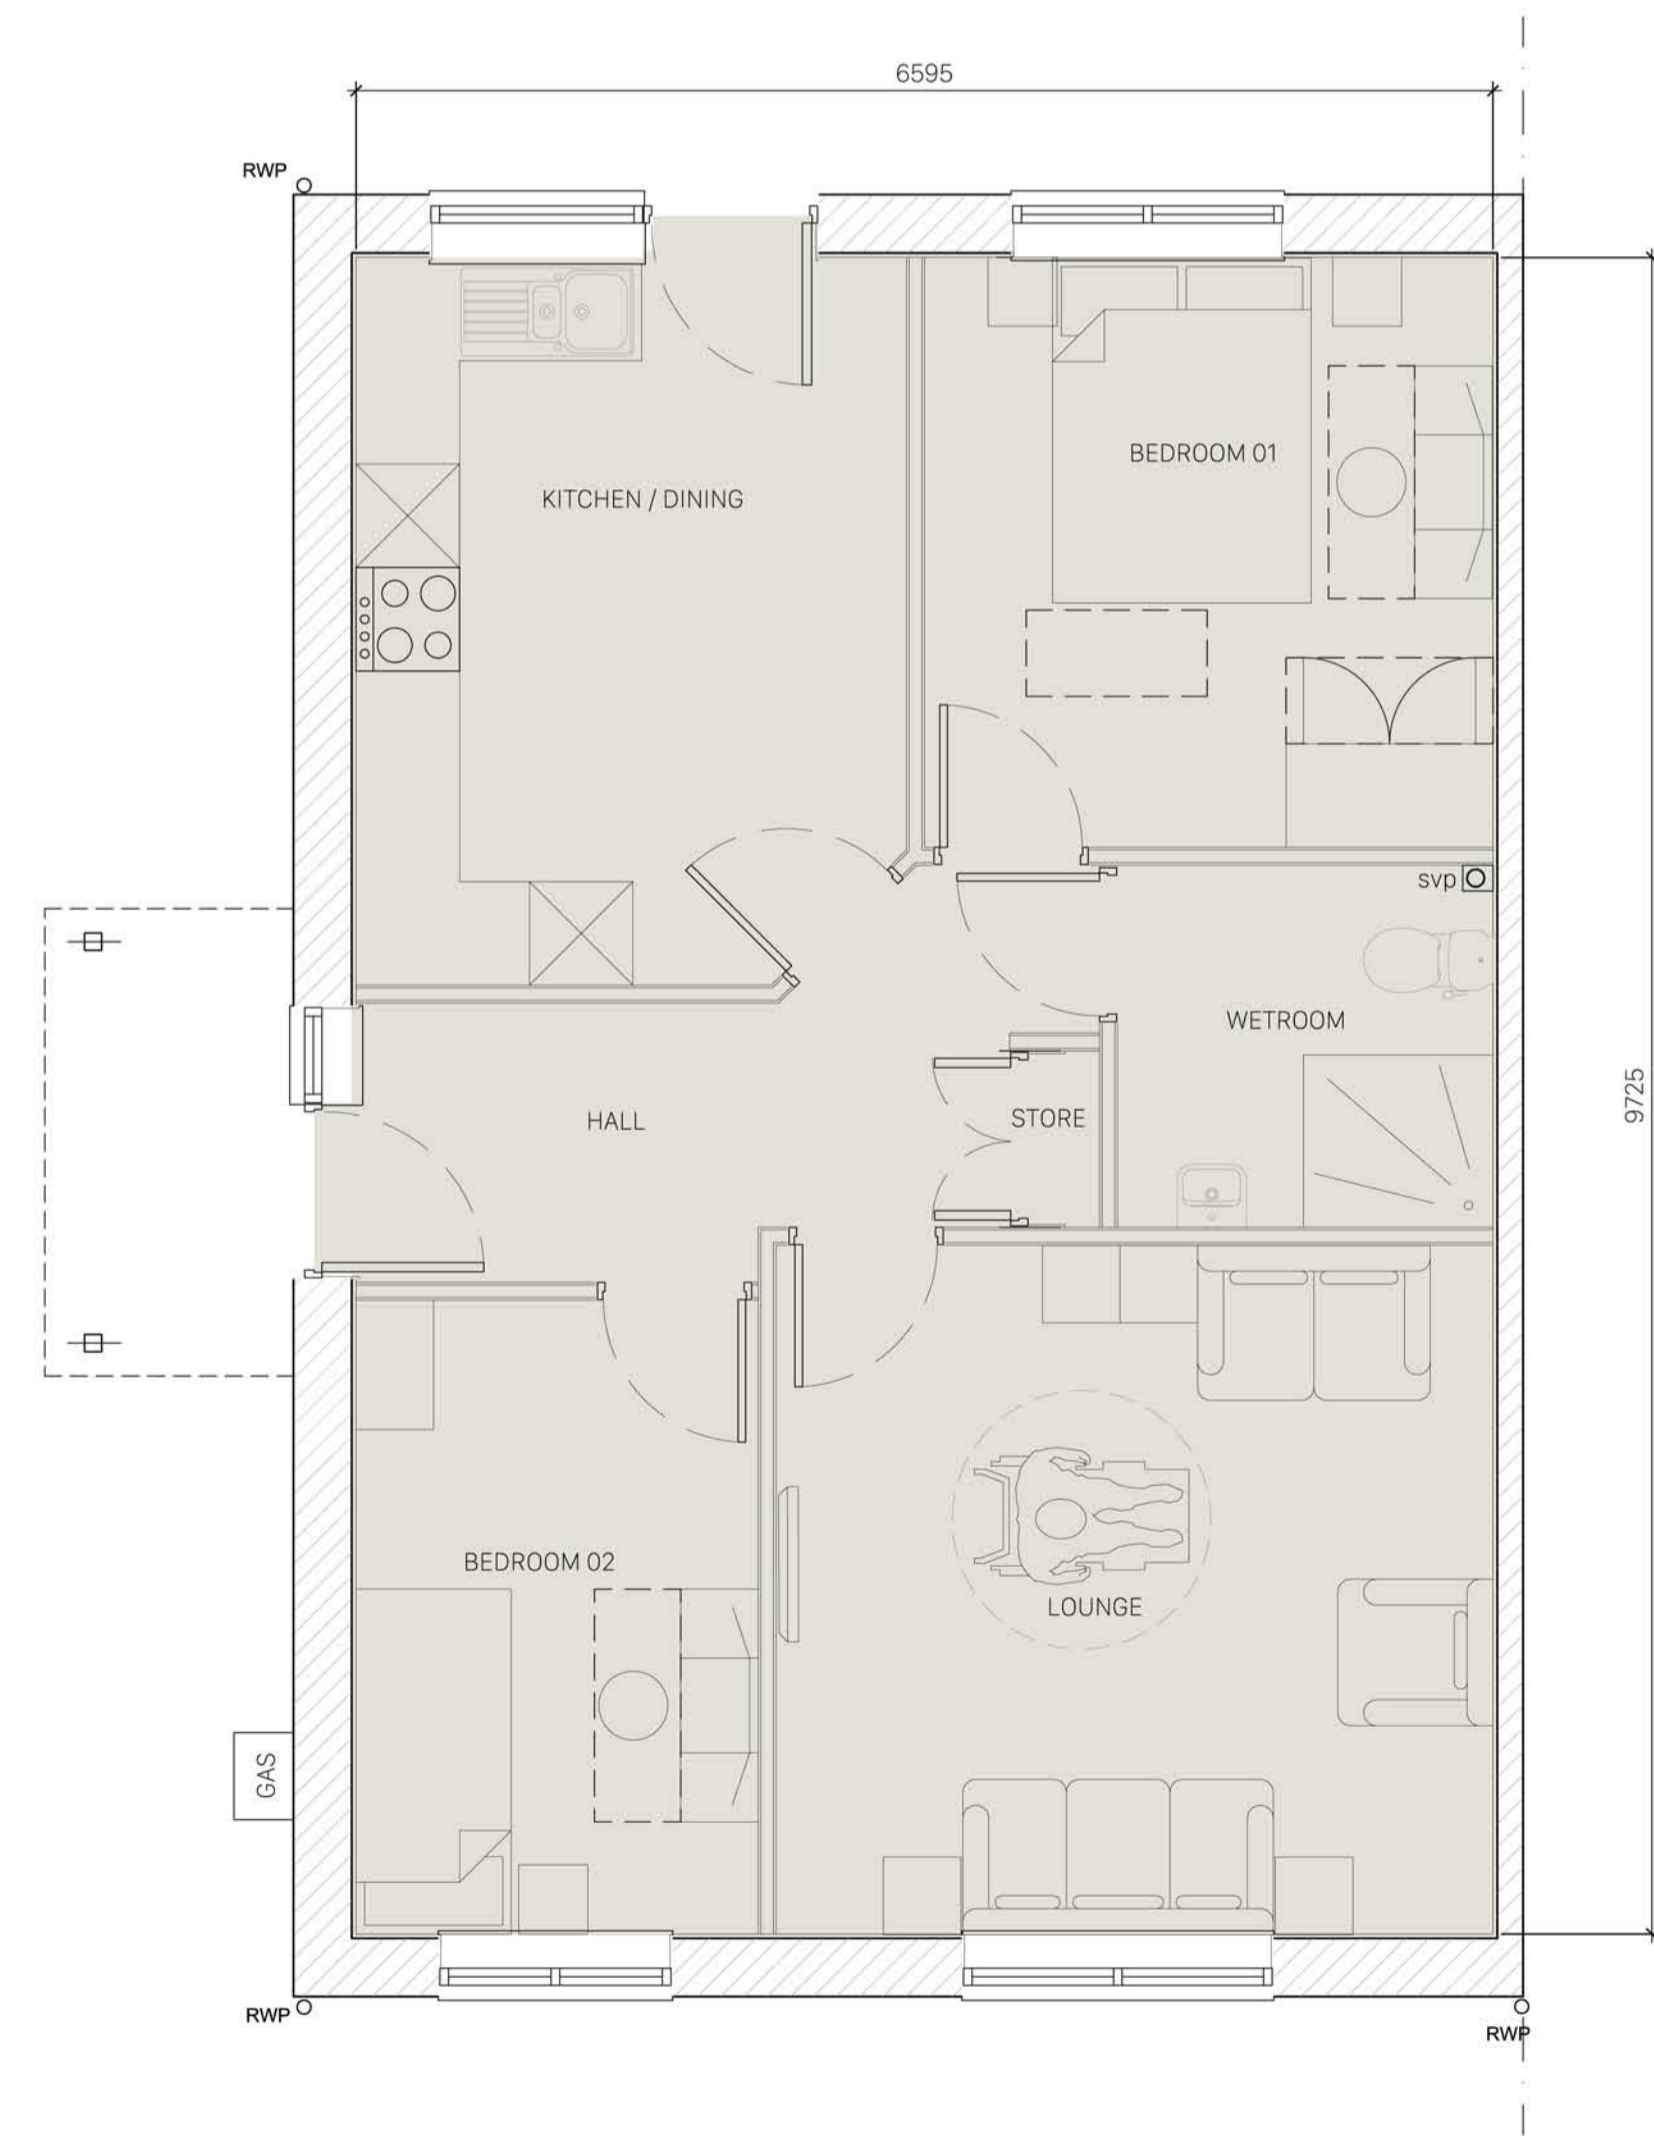 6595
RWP
BEDROOM 01
KITCHEN / DINING
svp
WETROOM
9725
HALL
STORE
BEDROOM 02
LOUNGE
GAS
RWP
RWP